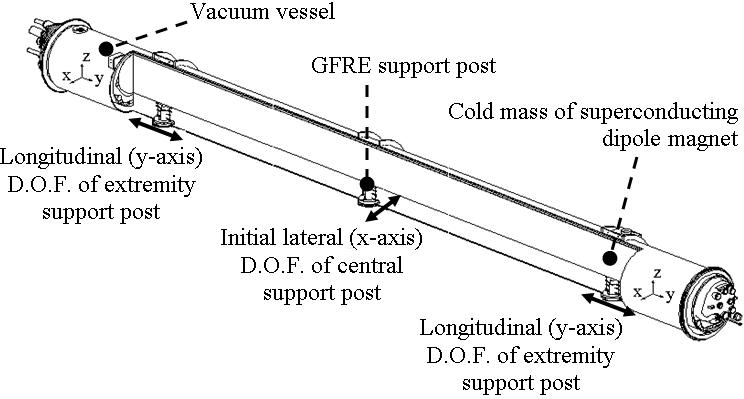 Vacuum vessel
GFRE support post
Cold mass of superconducting
dipole magnet
z
x y
Longitudinal (y-axis)
D.O.F. of extremity
support post
Initial lateral (x-axis)
D.O.F. of central
support post
z
x y
Longitudinal (y-axis)
D.O.F. of extremity
support post